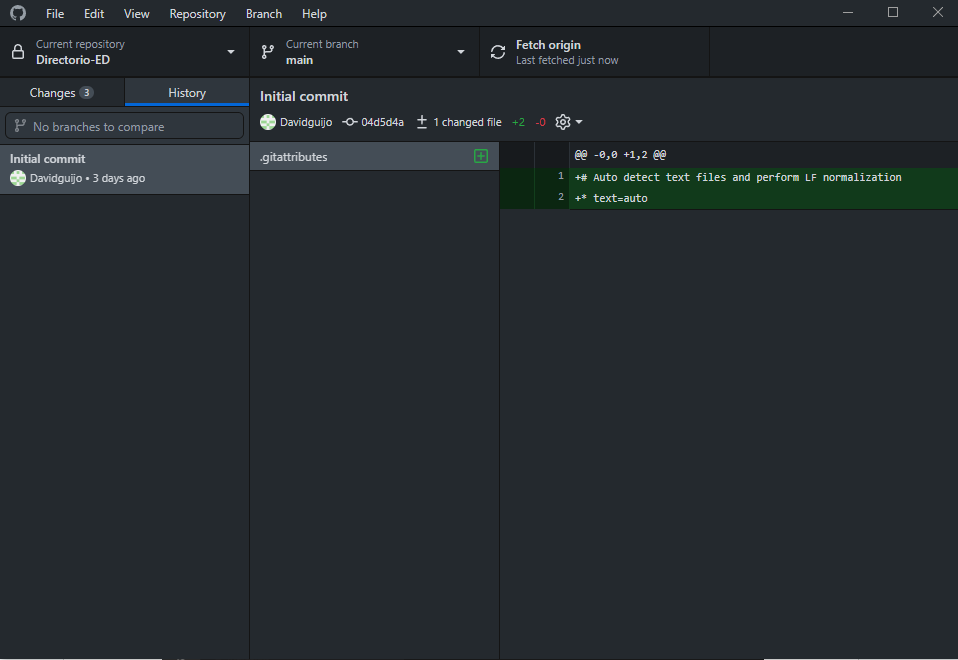 File Edit View Repository Branch Help
Current repository
Directorio-ED
Current branch
main
Fetch origin
Last fetched just now
Changes 3
History
No branches to compare
Initial commit
Davidguijo • 3 days ago
Initial commit
Davidguijo 04d5d4a 1 changed file +2 -0
.gitattributes
@@ -0,0 +1,2 @@
1 +# Auto detect text files and perform LF normalization
2 +* text=auto